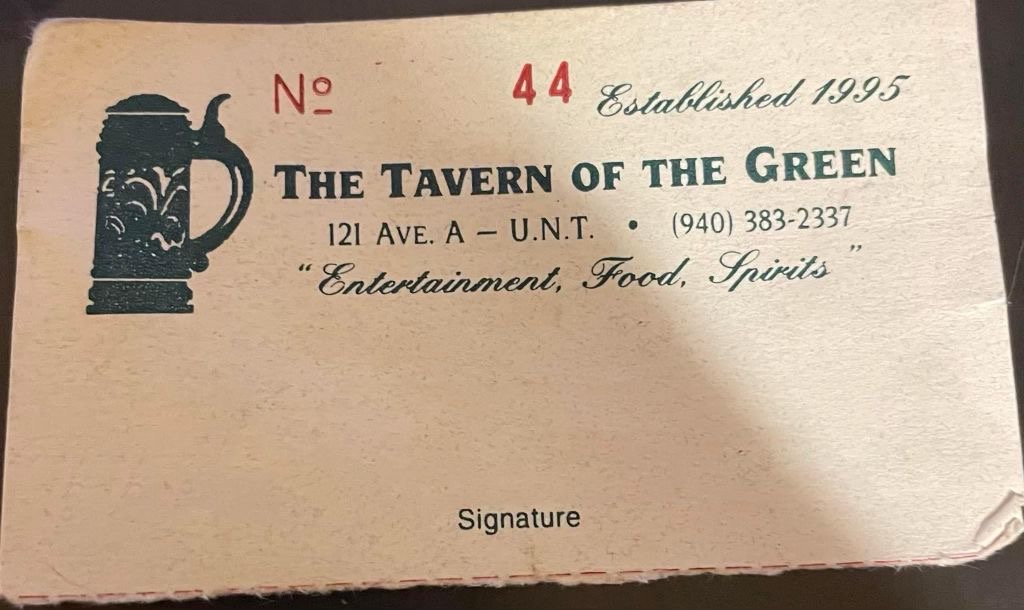 Nº 44 Established 1995
THE TAVERN OF THE GREEN
121 AVE. A – U.N.T. • (940) 383-2337
"Entertainment, Food, Spirits"
Signature